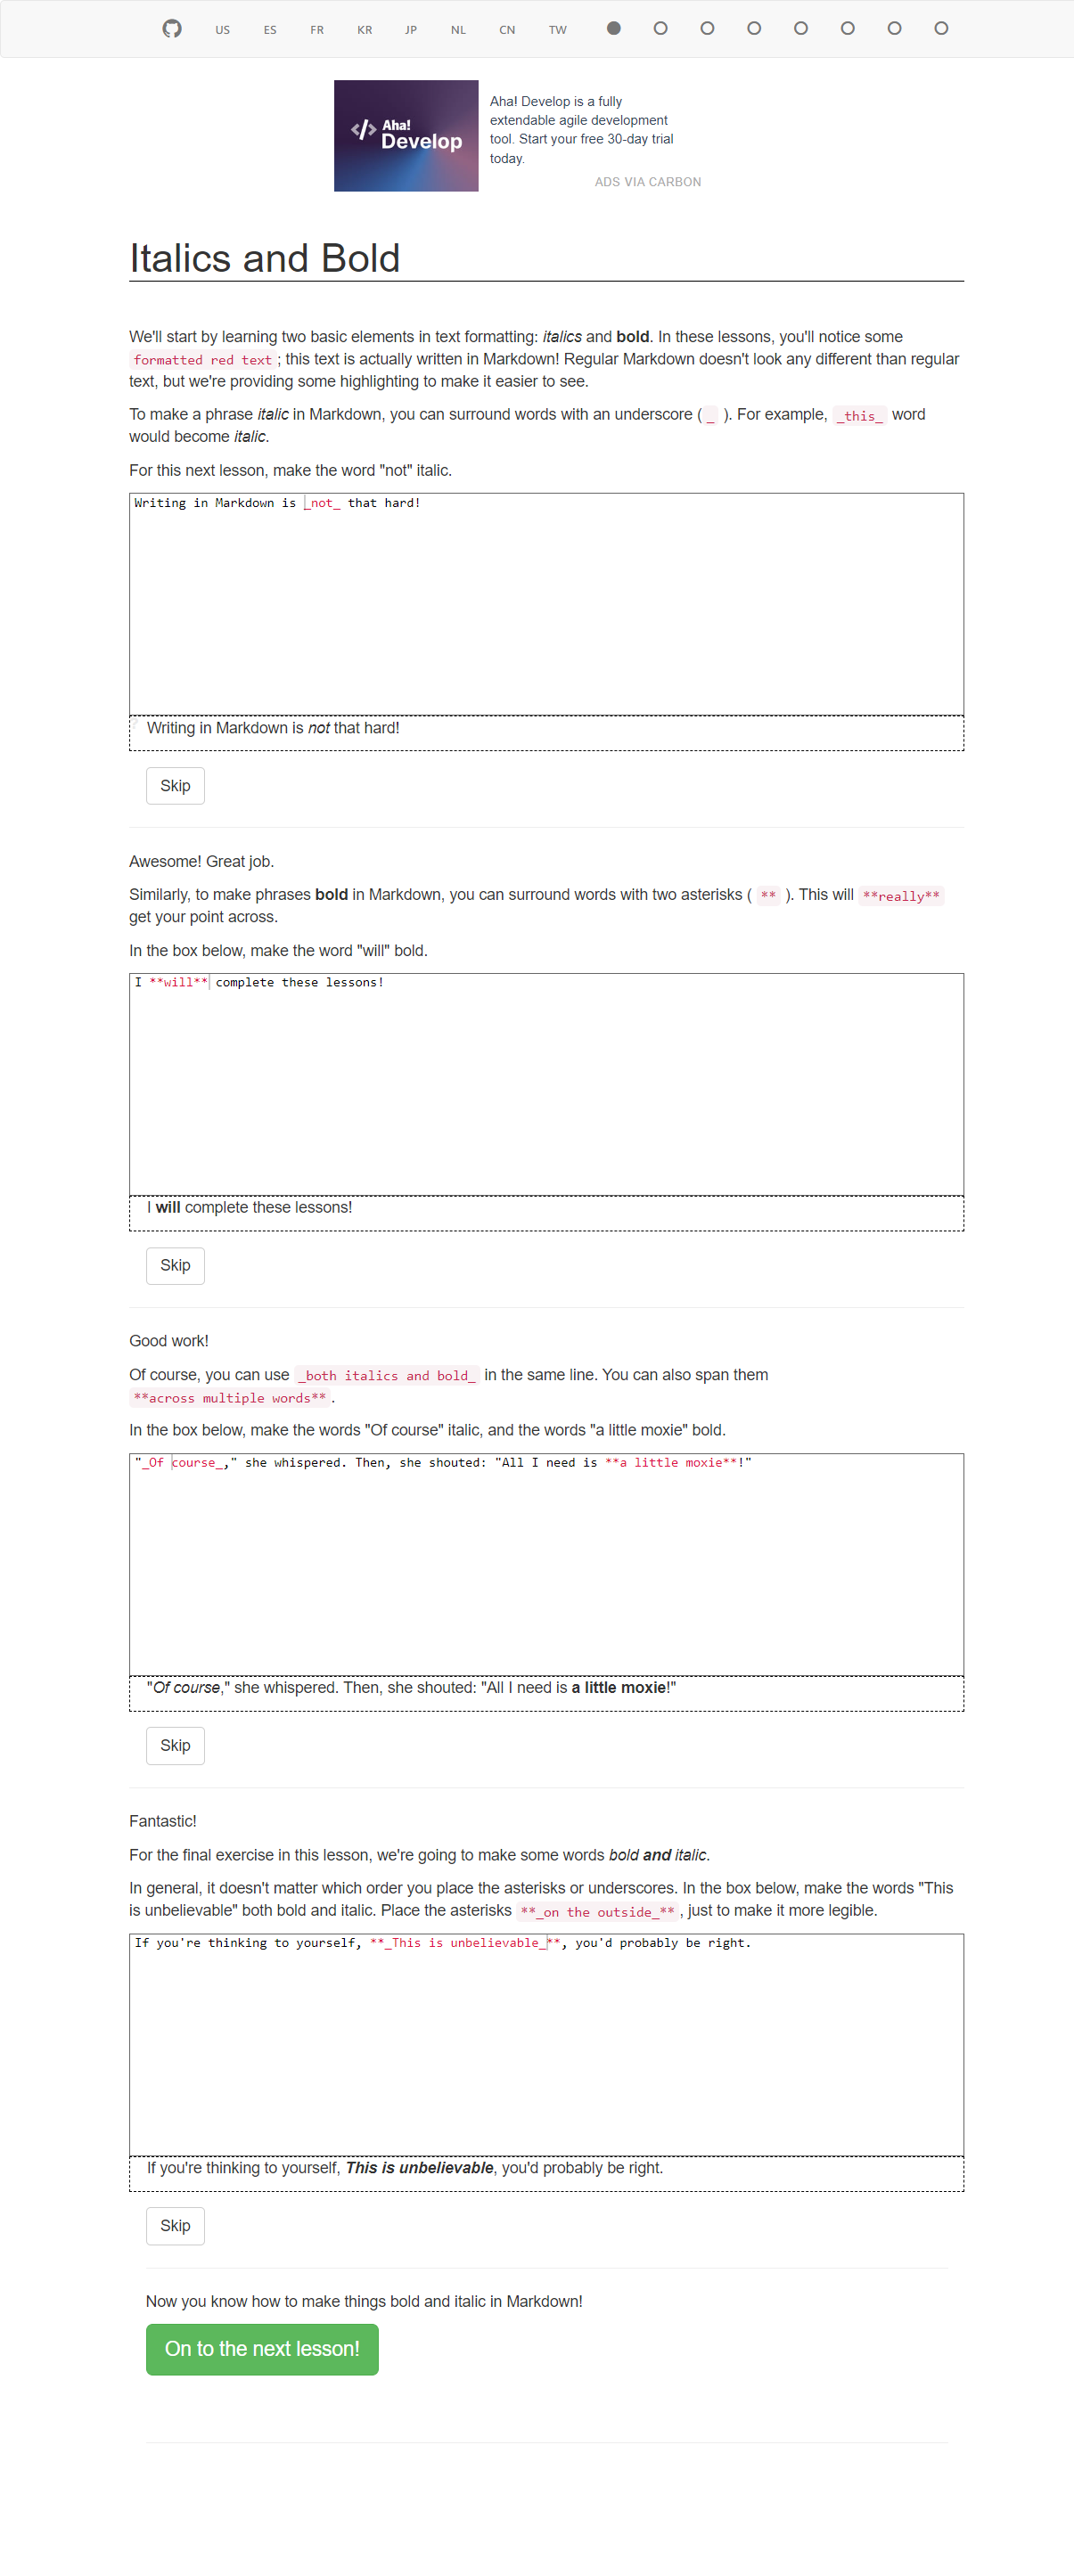 US ES FR KR JP NL CN TW
</> Aha! Develop
Aha! Develop is a fully
extendable agile development
tool. Start your free 30-day trial
today.
ADS VIA CARBON
Italics and Bold
We'll start by learning two basic elements in text formatting: italics and bold. In these lessons, you'll notice some
formatted red text ; this text is actually written in Markdown! Regular Markdown doesn't look any different than regular
text, but we're providing some highlighting to make it easier to see.
To make a phrase italic in Markdown, you can surround words with an underscore ( _ ). For example, _this_ word
would become italic.
For this next lesson, make the word "not" italic.
Writing in Markdown is _not_ that hard!
Writing in Markdown is not that hard!
Skip
Awesome! Great job.
Similarly, to make phrases bold in Markdown, you can surround words with two asterisks ( ** ). This will **really**
get your point across.
In the box below, make the word "will" bold.
I **will** complete these lessons!
I will complete these lessons!
Skip
Good work!
Of course, you can use _both italics and bold_ in the same line. You can also span them
**across multiple words** .
In the box below, make the words "Of course" italic, and the words "a little moxie" bold.
"_Of course_," she whispered. Then, she shouted: "All I need is **a little moxie**!"
"Of course," she whispered. Then, she shouted: "All I need is a little moxie!"
Skip
Fantastic!
For the final exercise in this lesson, we're going to make some words bold and italic.
In general, it doesn't matter which order you place the asterisks or underscores. In the box below, make the words "This
is unbelievable" both bold and italic. Place the asterisks **_on the outside_** , just to make it more legible.
If you're thinking to yourself, **_This is unbelievable_**, you'd probably be right.
If you're thinking to yourself, This is unbelievable, you'd probably be right.
Skip
Now you know how to make things bold and italic in Markdown!
On to the next lesson!